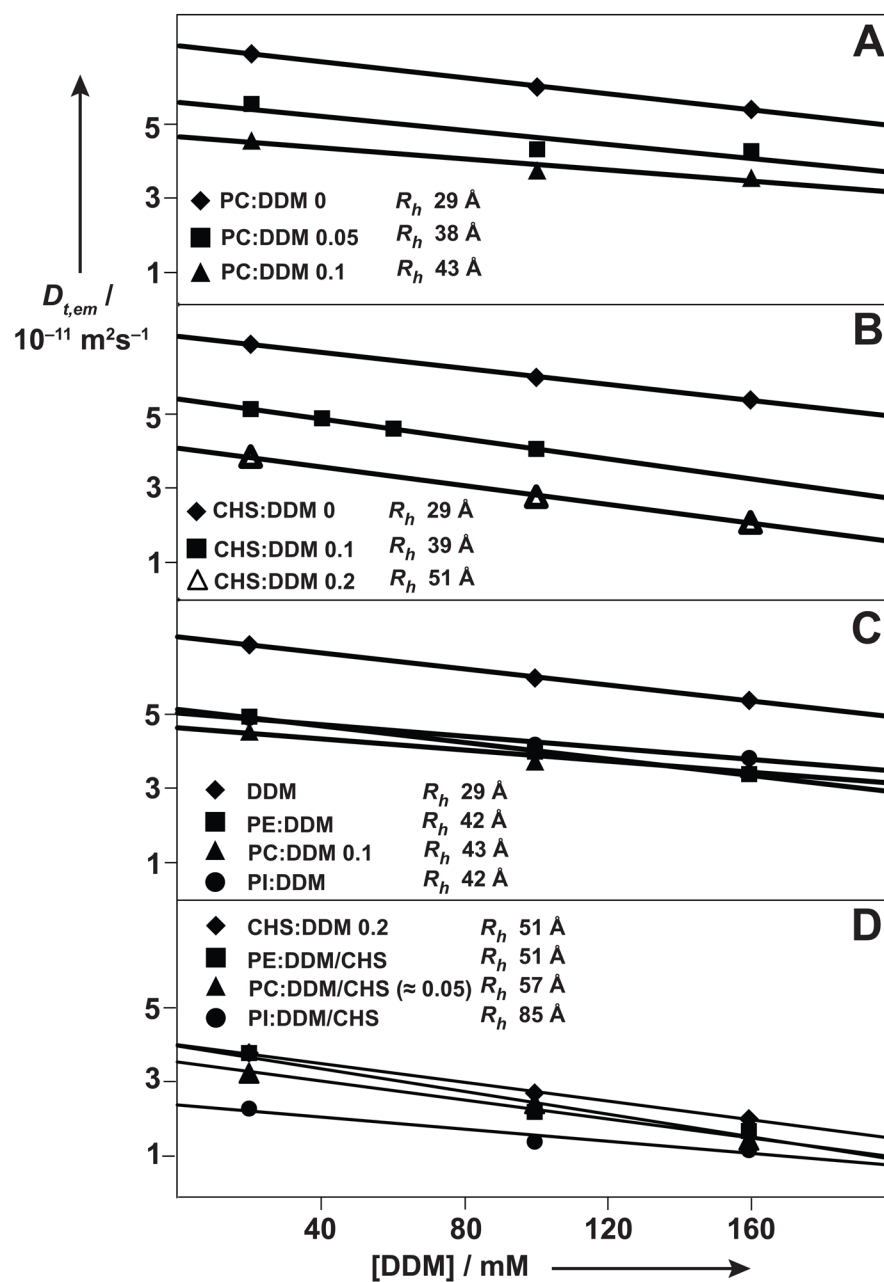 A
5
3
1
PC:DDM 0 Rh 29 Å
PC:DDM 0.05 Rh 38 Å
PC:DDM 0.1 Rh 43 Å
Dt,em /
10⁻¹¹ m²s⁻¹
B
5
3
1
CHS:DDM 0 Rh 29 Å
CHS:DDM 0.1 Rh 39 Å
CHS:DDM 0.2 Rh 51 Å
C
5
3
1
DDM Rh 29 Å
PE:DDM Rh 42 Å
PC:DDM 0.1 Rh 43 Å
PI:DDM Rh 42 Å
D
CHS:DDM 0.2 Rh 51 Å
PE:DDM/CHS Rh 51 Å
PC:DDM/CHS (≈ 0.05) Rh 57 Å
PI:DDM/CHS Rh 85 Å
5
3
1
40 80 120 160
[DDM] / mM